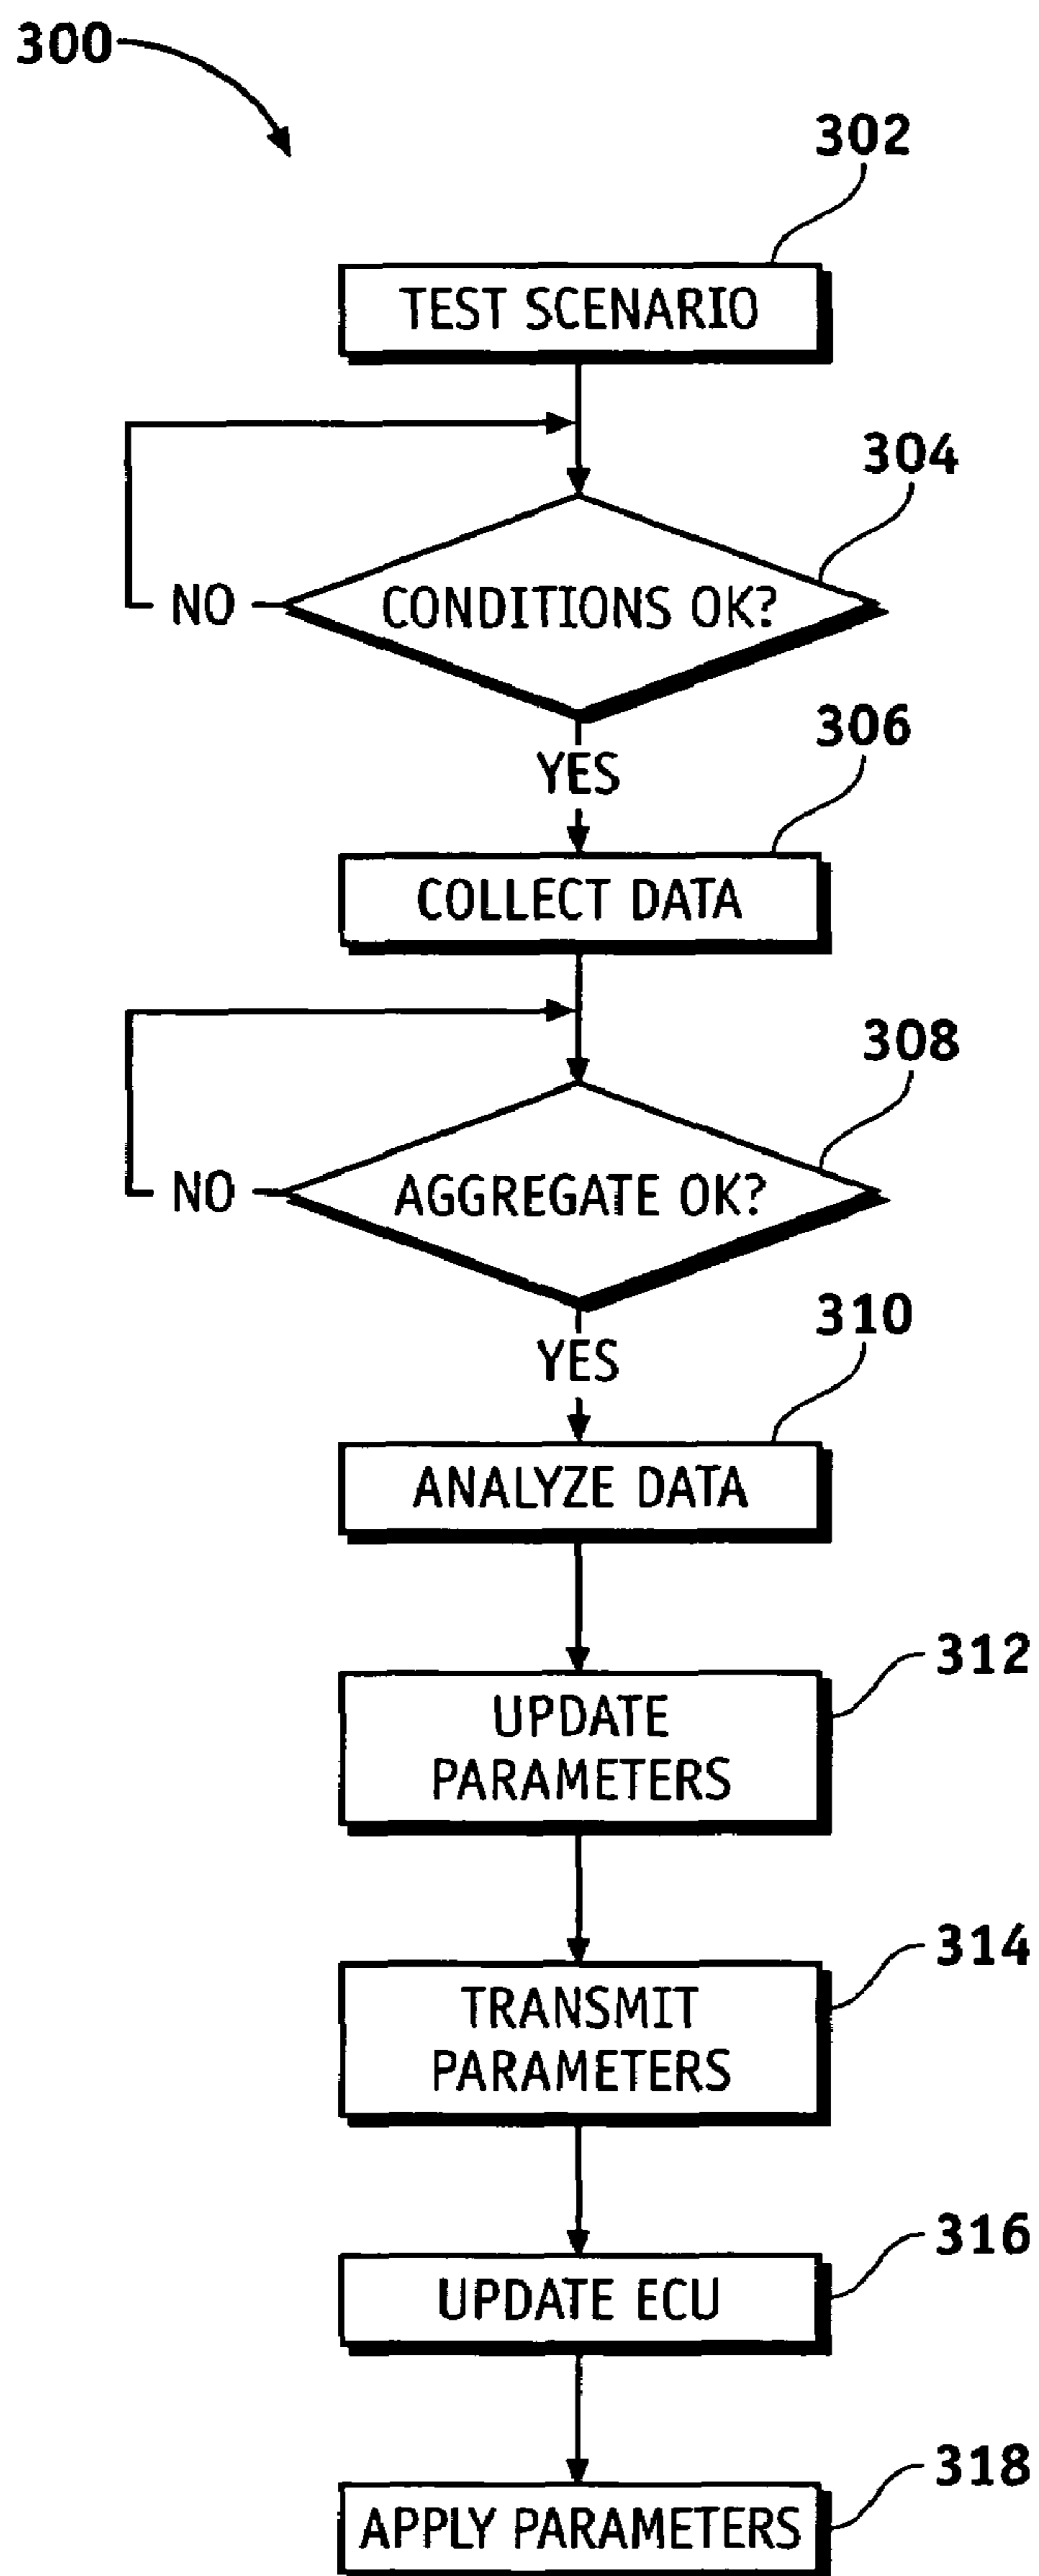 300
302
TEST SCENARIO
304
CONDITIONS OK?
NO
YES
306
COLLECT DATA
308
AGGREGATE OK?
NO
YES
310
ANALYZE DATA
312
UPDATE
PARAMETERS
314
TRANSMIT
PARAMETERS
316
UPDATE ECU
318
APPLY PARAMETERS